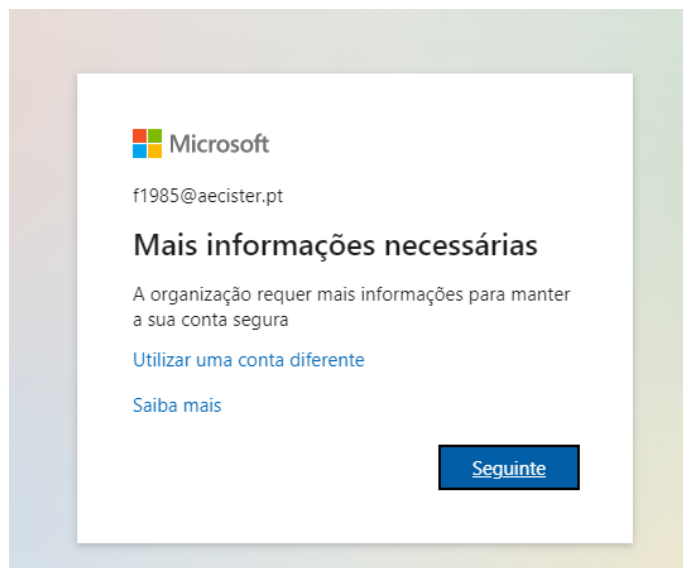 Microsoft
f1985@aecister.pt
Mais informações necessárias
A organização requer mais informações para manter
a sua conta segura
Utilizar uma conta diferente
Saiba mais
Seguinte